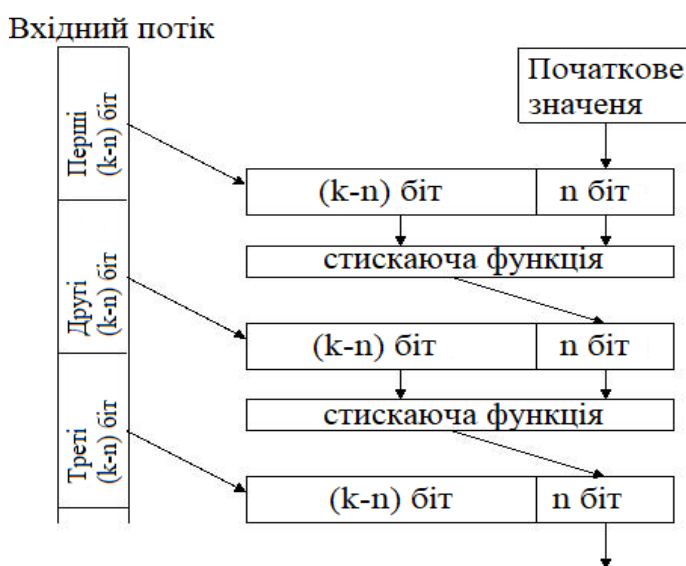 Вхідний потік
Початкове
значеня
Перші
(k-n) біт
(k-n) біт
n біт
стискаюча функція
Другі
(k-n) біт
(k-n) біт
n біт
стискаюча функція
Треті
(k-n) біт
(k-n) біт
n біт